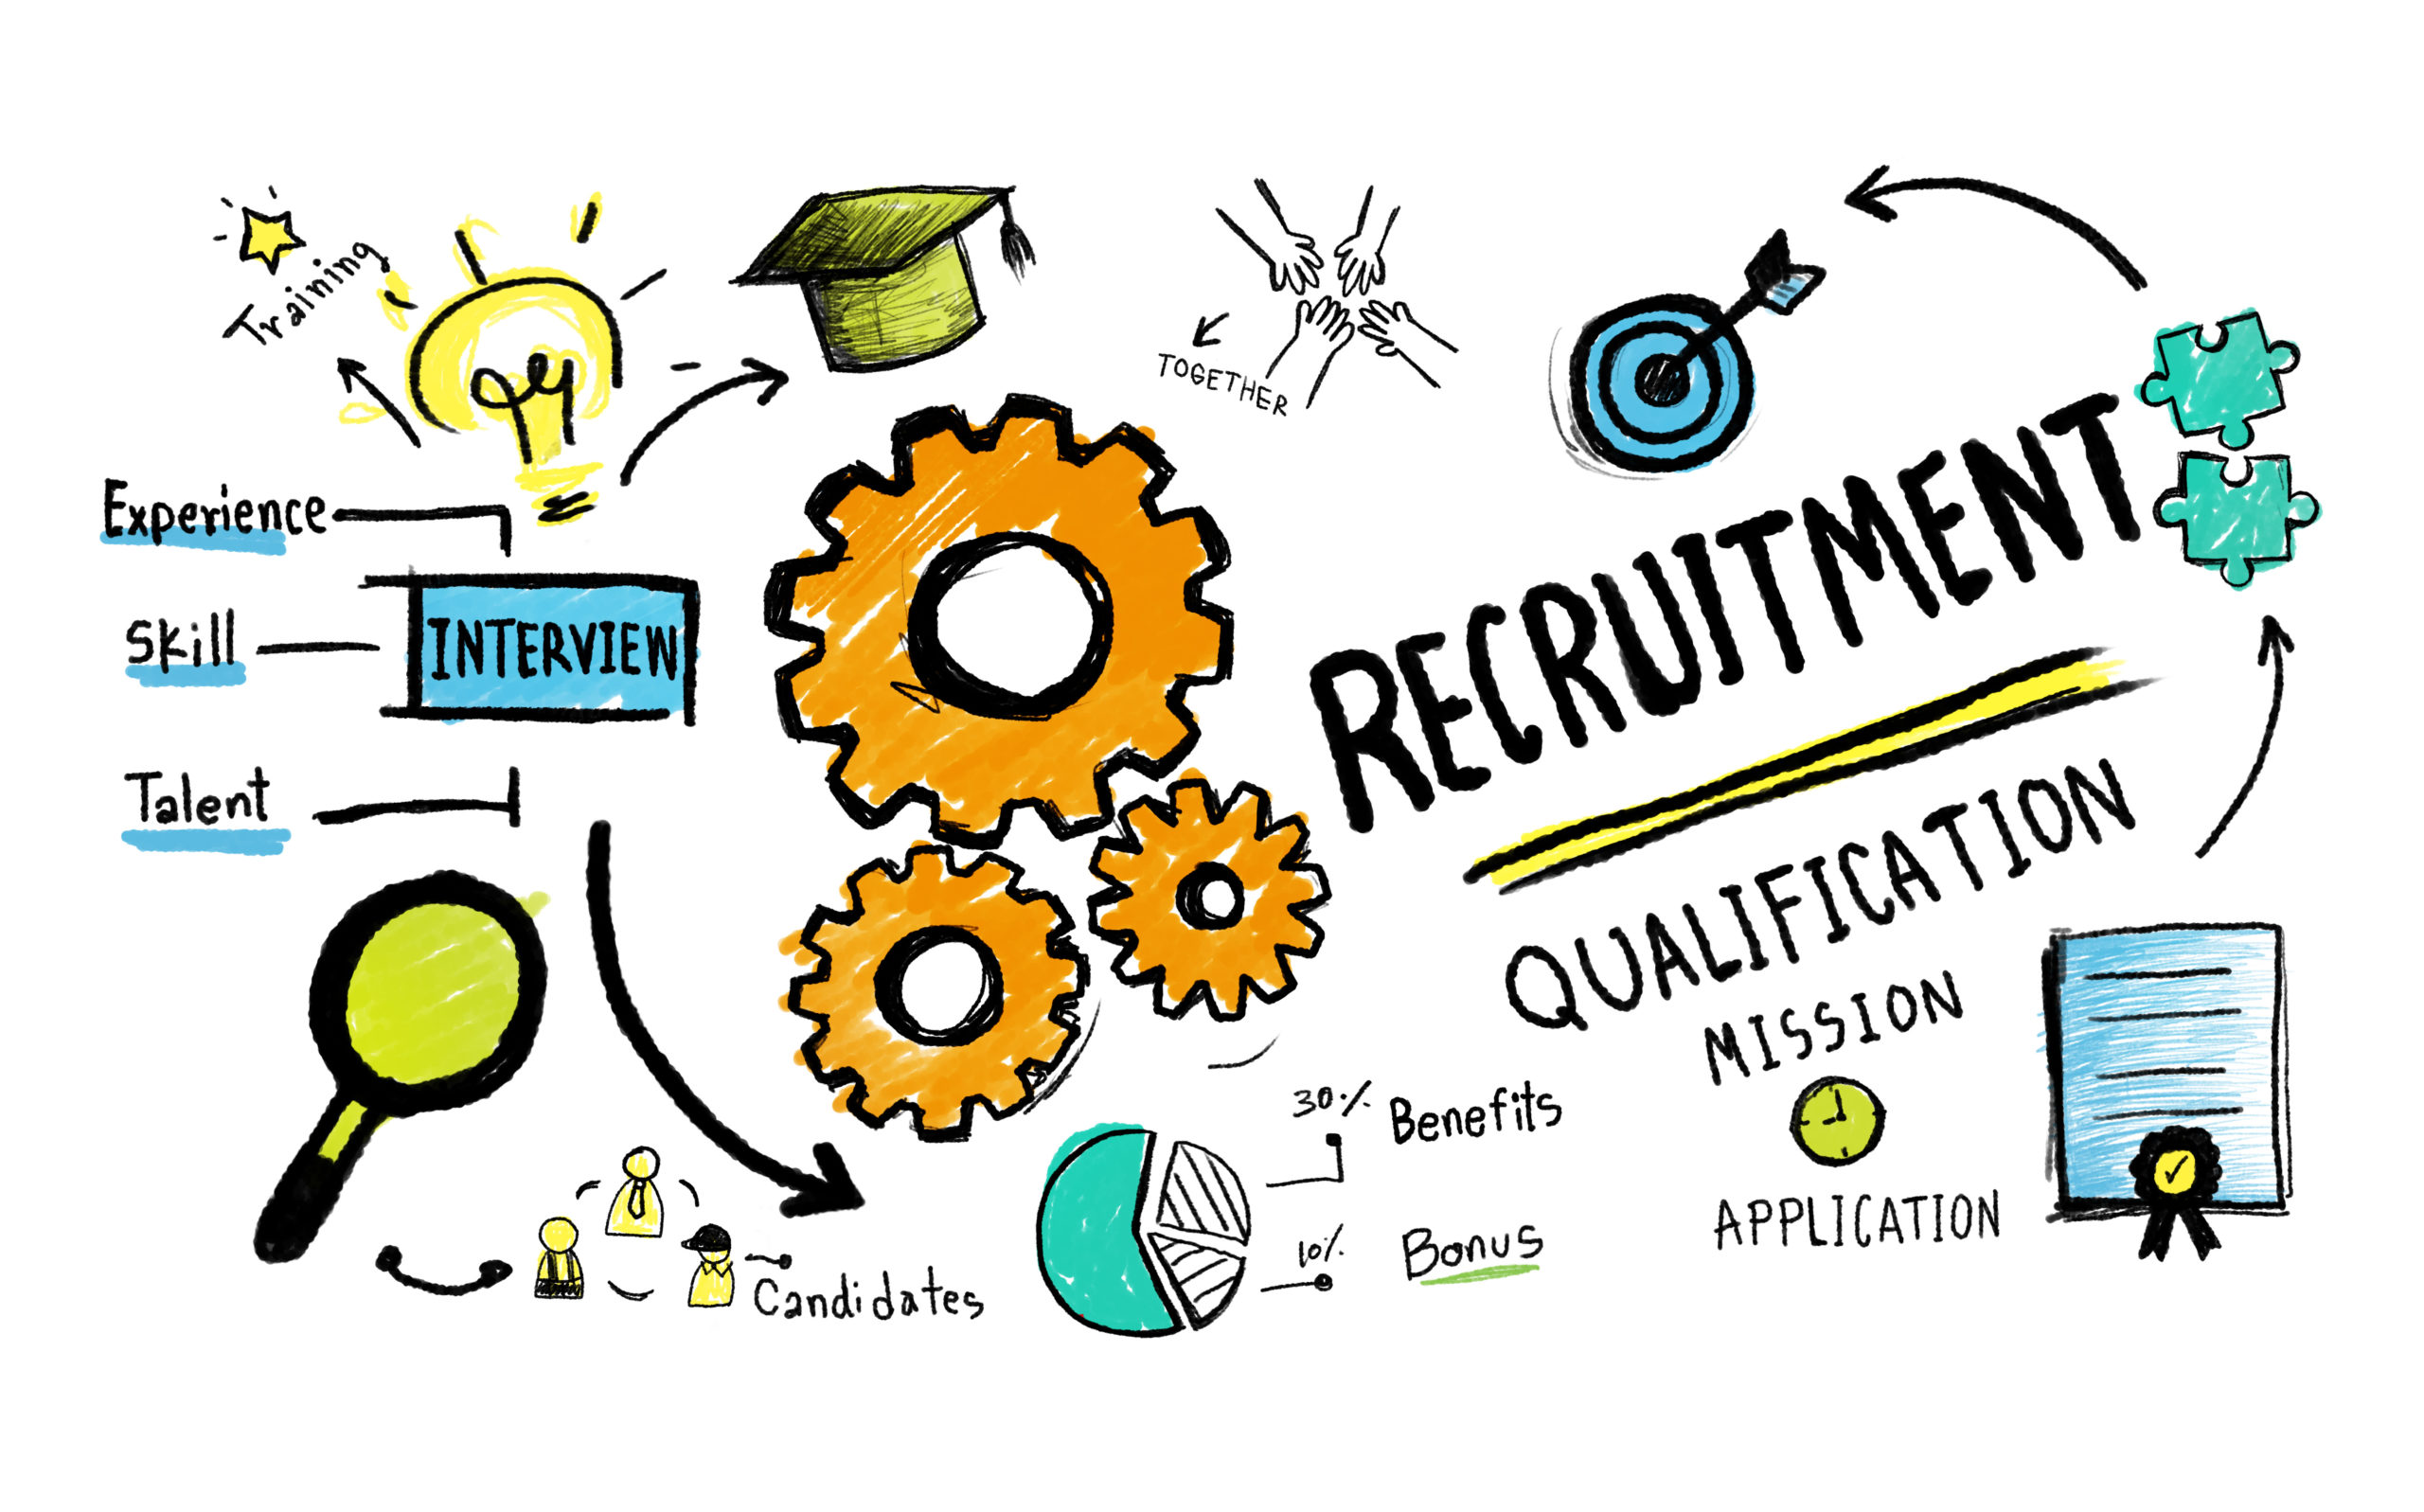 Training
TOGETHER
Experience
Skill
INTERVIEW
Talent
RECRUITMENT
QUALIFICATION
MISSION
30% Benefits
10% Bonus
APPLICATION
Candidates